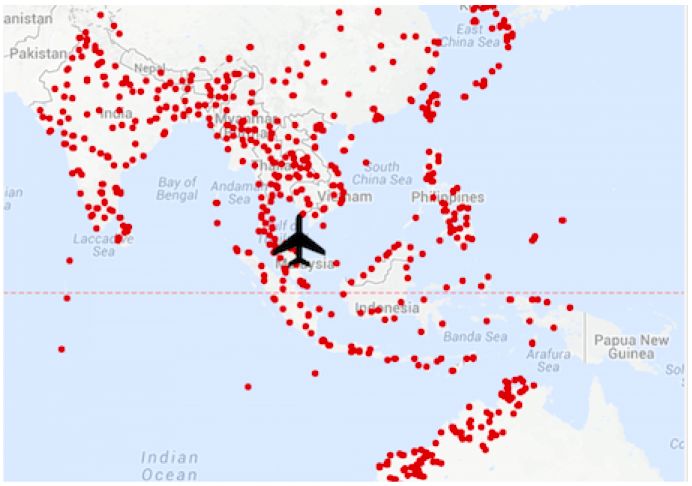 anistan
East
China Sea
Pakistan
Nepal
India
Myanmar
South
China Sea
Bay of
Bengal
Andaman
Sea
Vietnam
Philippines
Laccadive
Sea
Malaysia
Indonesia
Banda Sea
Papua New
Guinea
Arafura
Sea
Indian
Ocean